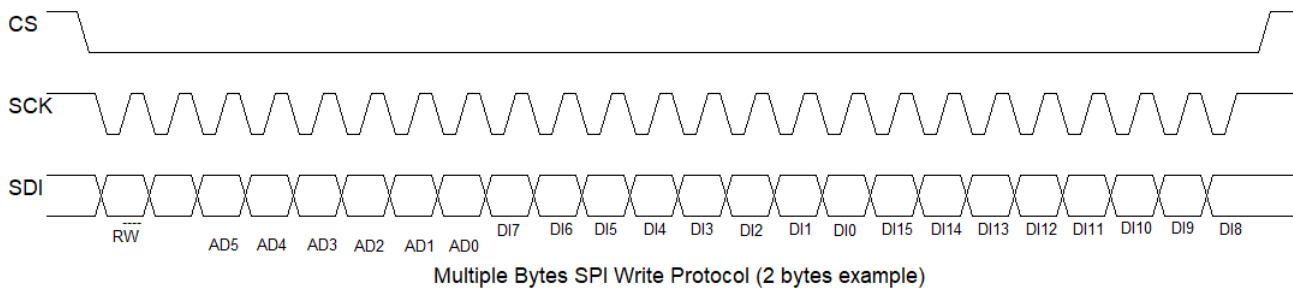 CS
SCK
SDI
RW AD5 AD4 AD3 AD2 AD1 AD0 DI7 DI6 DI5 DI4 DI3 DI2 DI1 DI0 DI15 DI14 DI13 DI12 DI11 DI10 DI9 DI8
Multiple Bytes SPI Write Protocol (2 bytes example)